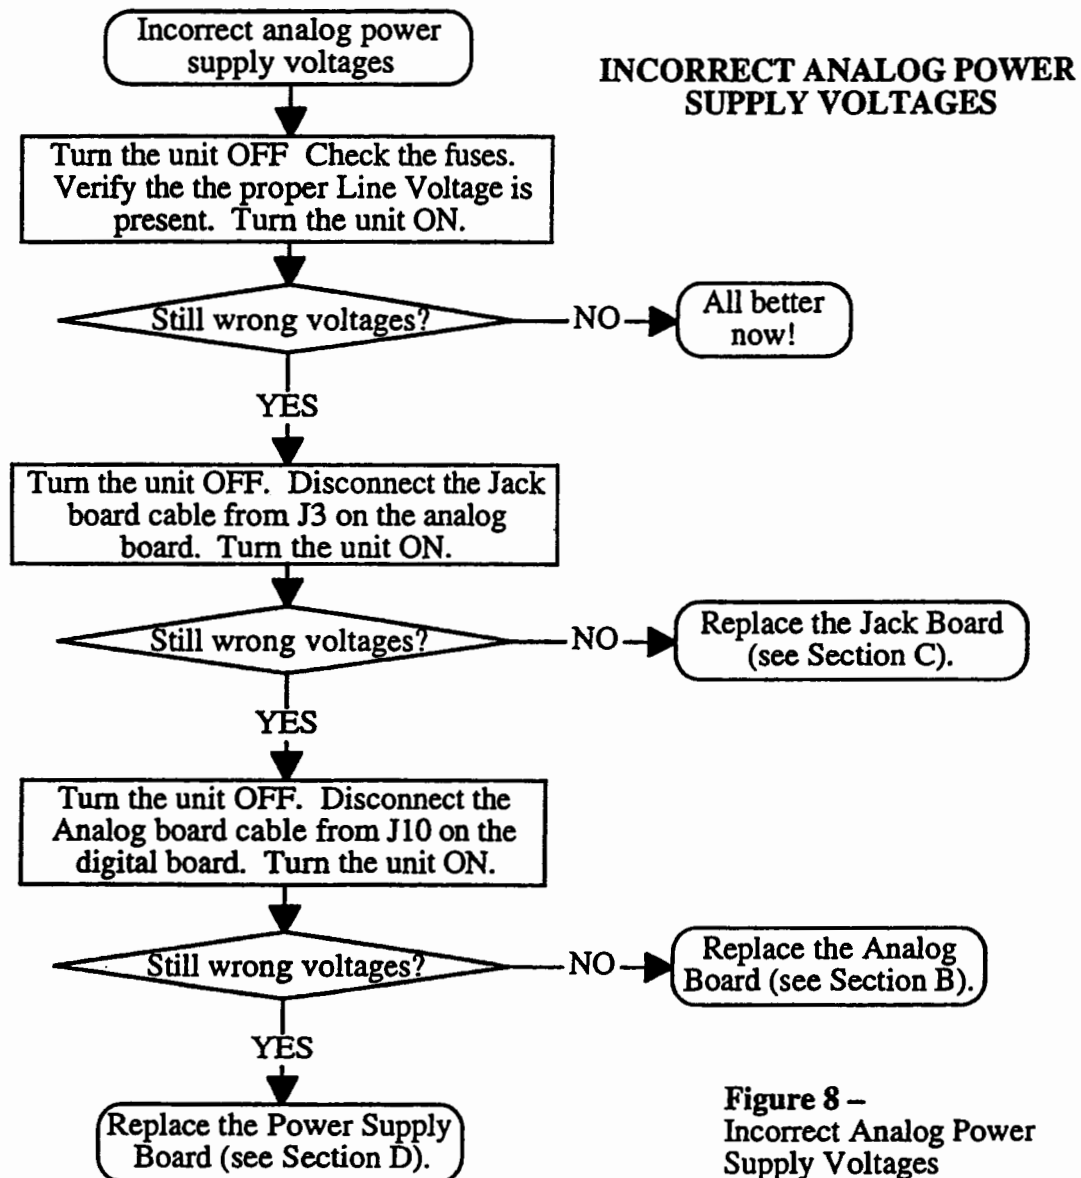 Incorrect analog power
supply voltages
INCORRECT ANALOG POWER
SUPPLY VOLTAGES
Turn the unit OFF Check the fuses.
Verify the the proper Line Voltage is
present. Turn the unit ON.
Still wrong voltages?
NO
All better
now!
YES
Turn the unit OFF. Disconnect the Jack
board cable from J3 on the analog
board. Turn the unit ON.
Still wrong voltages?
NO
Replace the Jack Board
(see Section C).
YES
Turn the unit OFF. Disconnect the
Analog board cable from J10 on the
digital board. Turn the unit ON.
Still wrong voltages?
NO
Replace the Analog
Board (see Section B).
YES
Replace the Power Supply
Board (see Section D).
Figure 8 –
Incorrect Analog Power
Supply Voltages